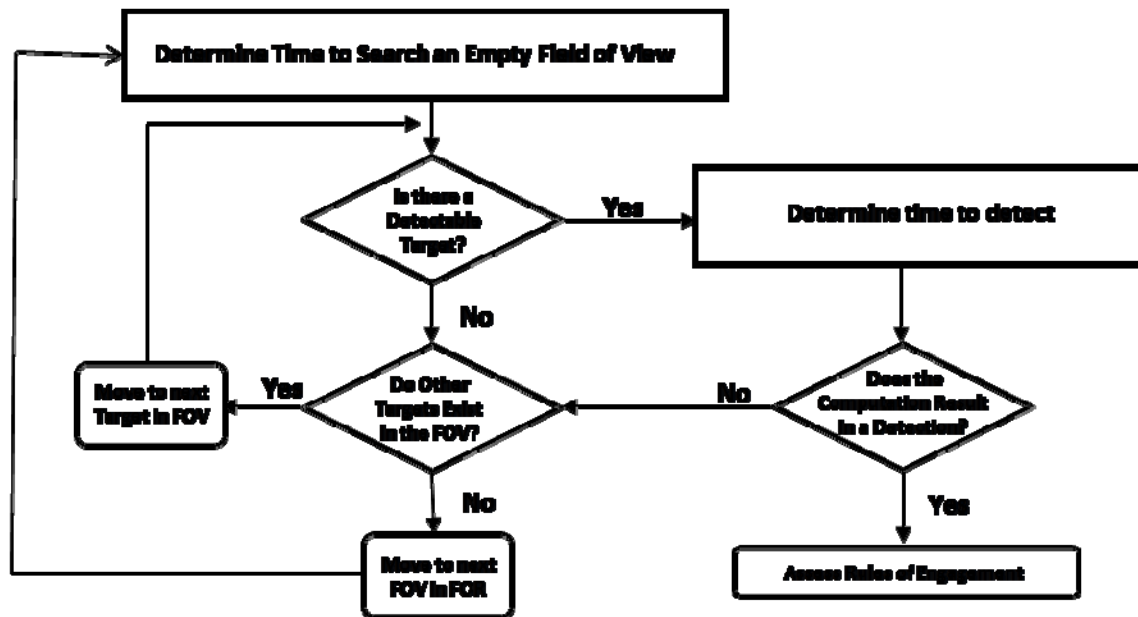 Determine Time to Search an Empty Field of View
Is there a
Detectable
Target?
Yes
Determine time to detect
No
Move to next
Target in FOV
Yes
Do Other
Targets Exist
in the FOV?
No
Does the
Computation Result
in a Detection?
No
Yes
Move to next
FOV in FOR
Assess Rules of Engagement